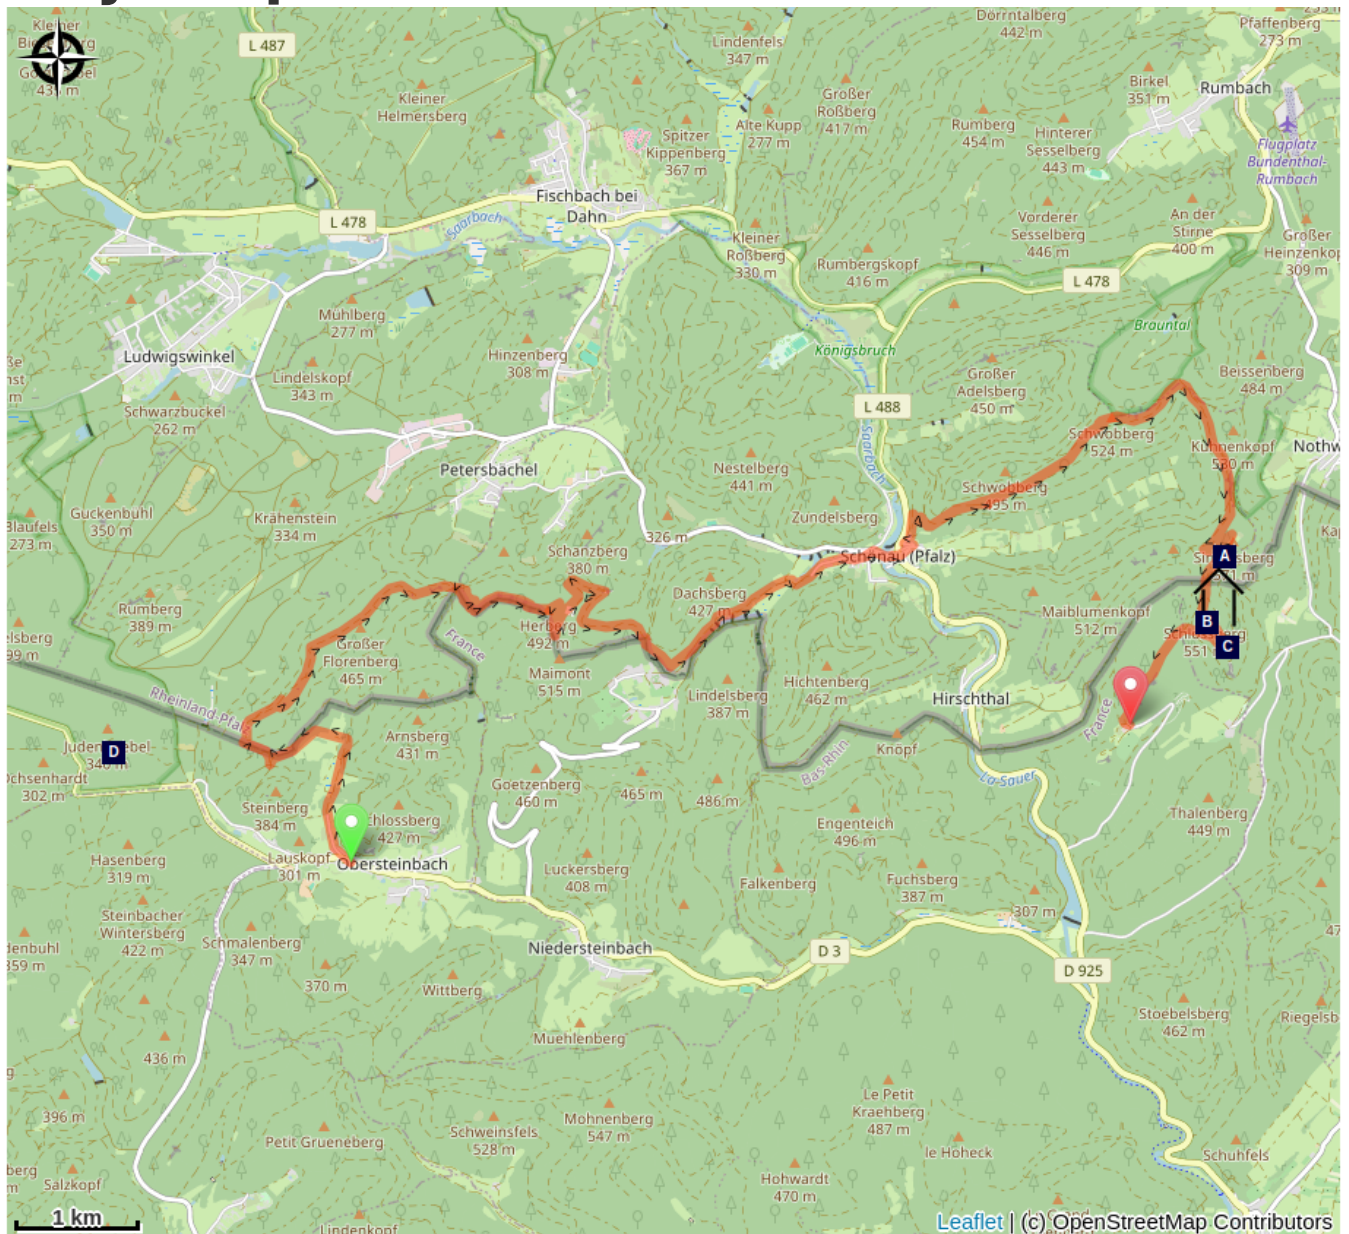 Kleiner
L 487
Dörrntalberg
442 m
Pfaffenberg
273 m
Lindenfels
347 m
Kleiner
Helmersberg
Großer
Roßberg
417 m
Birkel
351 m
Rumbach
Spitzer
Kippenberg
367 m
Alte Kupp
277 m
Rumberg
454 m
Hinterer
Sesselberg
443 m
Flugplatz
Bundenthal-
Rumbach
Fischbach bei
Dahn
L 478
Saarbach
Kleiner
Roßberg
330 m
Vorderer
Sesselberg
446 m
An der
Stirne
400 m
Großer
Heinzenkop
309 m
Rumbergskopf
416 m
L 478
Mühlberg
277 m
Brauntal
Königsbruch
Ludwigswinkel
Hinzenberg
308 m
Lindelskopf
343 m
Großer
Adelsberg
450 m
Beissenberg
484 m
Schwarzbuckel
262 m
L 488
Saarbach
Schwobberg
524 m
Kuhnenkopf
530 m
Nothw
Petersbächel
Nestelberg
441 m
Schwobberg
495 m
Guckenbühl
350 m
Krähenstein
334 m
Blaufels
273 m
Zundelsberg
326 m
Schanzberg
380 m
Schönau (Pfalz)
A
Rumberg
389 m
Dachsberg
427 m
Maiblumenkopf
512 m
B
Großer
Florenberg
465 m
France
492 m
C
551
Maimont
515 m
Rheinland-Pfalz
Lindelsberg
387 m
Hichtenberg
462 m
Hirschthal
France
D
Arnsberg
431 m
Bas-Rhin
Knopf
La Sauer
Ochsenhardt
302 m
Goetzenberg
460 m
465 m
486 m
Steinberg
384 m
Schlossberg
427 m
Engenteich
496 m
Thalenberg
449 m
Hasenberg
319 m
Lauskopf
301 m
Obersteinbach
Luckersberg
408 m
Falkenberg
Fuchsberg
387 m
307 m
Steinbacher
Wintersberg
422 m
Schmalenberg
347 m
Niedersteinbach
D 3
D 925
370 m
Wittberg
Stoebelsberg
462 m
Riegelsb
Muehlenberg
436 m
Le Petit
Kraehberg
487 m
396 m
Petit Grueneberg
Schweinsfels
528 m
Mohnenberg
547 m
le Hoheck
Schuhfels
Salzkopf
Hohwardt
470 m
1 km
Lindenkopf
Leaflet | (c) OpenStreetMap Contributors